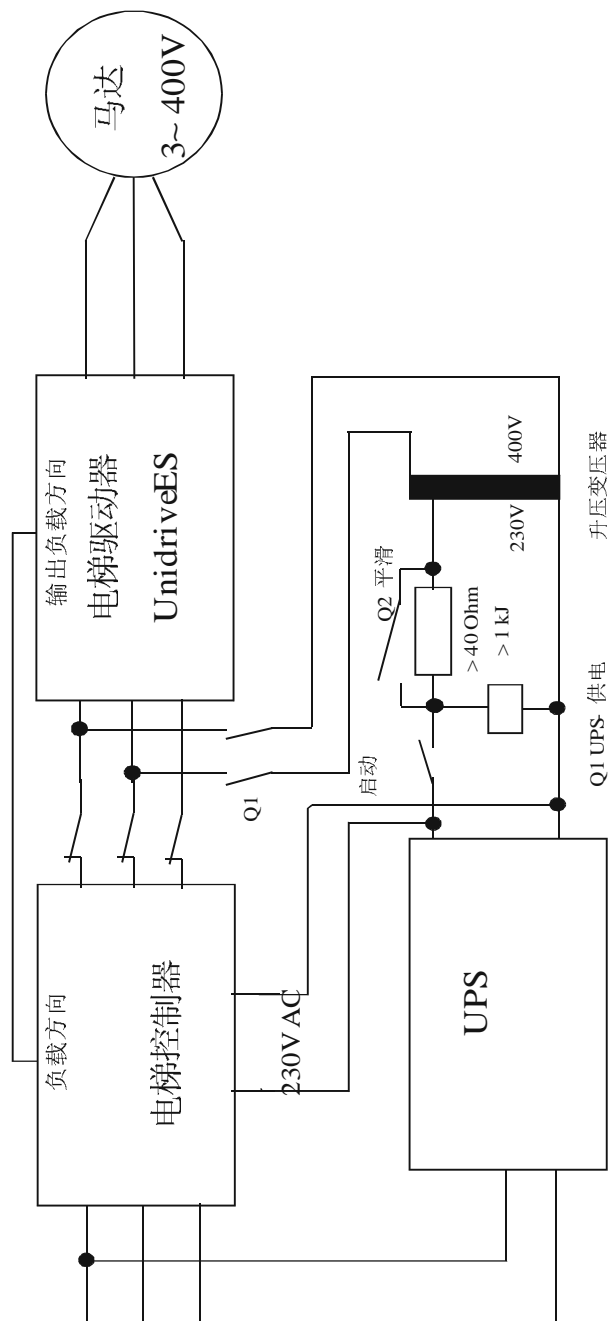 马达
3~ 400V
输出负载方向
电梯驱动器
UnidriveES
400V
230V
升压变压器
Q2 平滑
>40 Ohm
>1 kJ
Q1 UPS- 供电
启动
Q1
负载方向
电梯控制器
230V AC
UPS